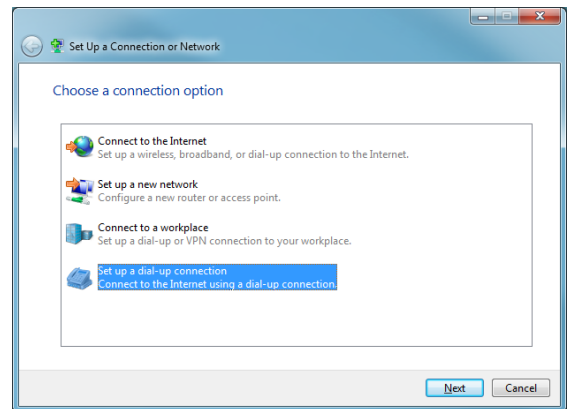 Set Up a Connection or Network
Choose a connection option
Connect to the Internet
Set up a wireless, broadband, or dial-up connection to the Internet.
Set up a new network
Configure a new router or access point.
Connect to a workplace
Set up a dial-up or VPN connection to your workplace.
Set up a dial-up connection
Connect to the Internet using a dial-up connection.
Next Cancel